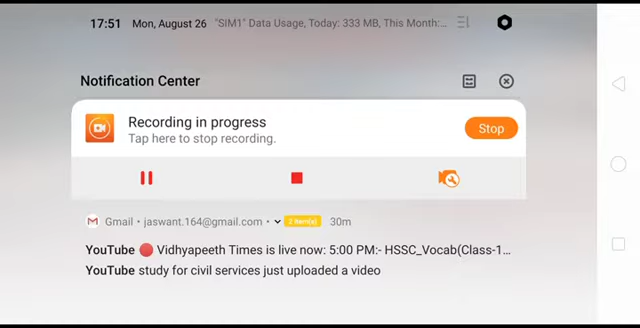 17:51 Mon, August 26 "SIM1" Data Usage, Today: 333 MB, This Month:...
Notification Center
Recording in progress
Tap here to stop recording.
Stop
Gmail • jaswant.164@gmail.com • 2 item(s) 30m
YouTube 🔴 Vidhyapeeth Times is live now: 5:00 PM:- HSSC_Vocab(Class-1...
YouTube study for civil services just uploaded a video